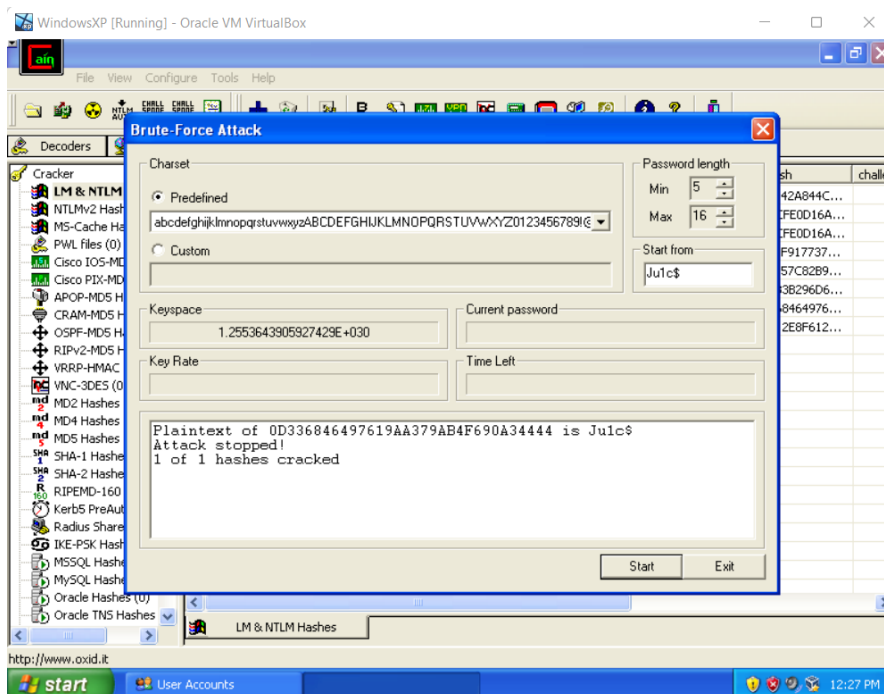 WindowsXP [Running] - Oracle VM VirtualBox
File View Configure Tools Help
Decoders
Brute-Force Attack
Cracker
LM & NTLM
NTLMv2 Hash
MS-Cache Ha
PWL files (0)
Cisco IOS-MD
Cisco PIX-MD
APOP-MD5 H
CRAM-MD5 H
OSPF-MD5 H
RIPv2-MD5 H
VRRP-HMAC
VNC-3DES (0
MD2 Hashes
MD4 Hashes
MD5 Hashes
SHA-1 Hashe
SHA-2 Hashe
RIPEMD-160
Kerb5 PreAut
Radius Share
IKE-PSK Hash
MSSQL Hashe
MySQL Hashe
Oracle Hashes (0)
Oracle TNS Hashes
Charset
Predefined
abcdefghijklmnopqrstuvwxyzABCDEFGHIJKLMNOPQRSTUVWXYZ0123456789!@
Custom
Password length
Min 5
Max 16
Start from
Ju1c$
Keyspace
1.2553643905927429E+030
Current password
Key Rate
Time Left
Plaintext of 0D336846497619AA379AB4F690A34444 is Ju1c$
Attack stopped!
1 of 1 hashes cracked
Start Exit
sh challe
42A844C...
CFE0D16A...
CFE0D16A...
F917737...
57C82B9...
3B296D6...
8464976...
2E8F612...
LM & NTLM Hashes
http://www.oxid.it
start User Accounts 12:27 PM